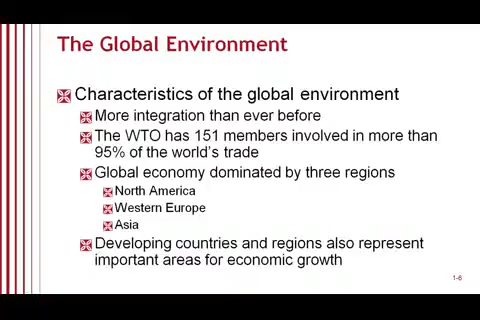 The Global Environment
Characteristics of the global environment
More integration than ever before
The WTO has 151 members involved in more than
95% of the world's trade
Global economy dominated by three regions
North America
Western Europe
Asia
Developing countries and regions also represent
important areas for economic growth
1-6